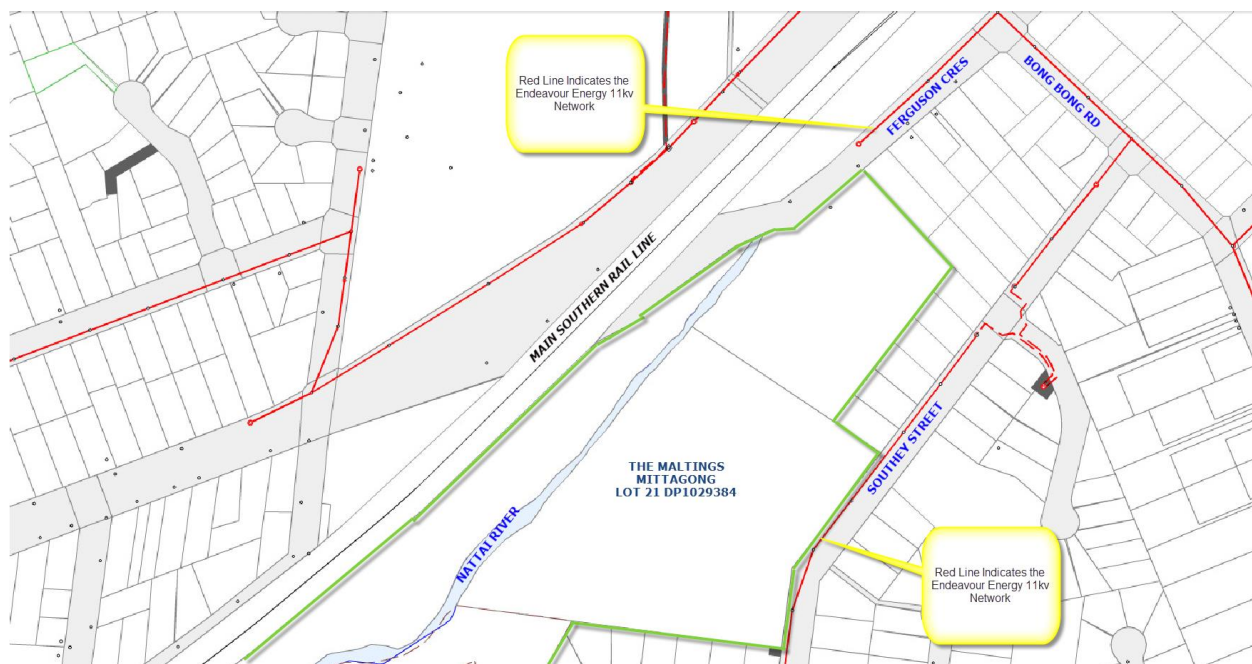 Red Line Indicates the
Endeavour Energy 11kv
Network
FERGUSON CRES
BONG BONG RD
MAIN SOUTHERN RAIL LINE
THE MALTINGS
MITTAGONG
LOT 21 DP1029384
SOUTHEY STREET
NATTAI RIVER
Red Line Indicates the
Endeavour Energy 11kv
Network